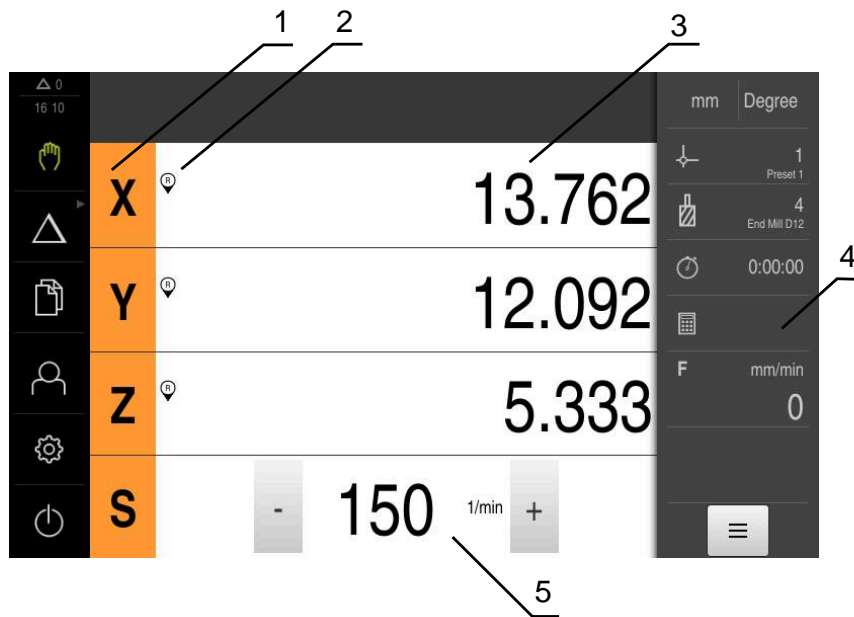 1 2 3
0
16 10
mm Degree
X R 13.762
1
Preset 1
4
End Mill D12
4
Y R 12.092
0:00:00
Z R 5.333
F mm/min
0
S - 150 1/min +
5